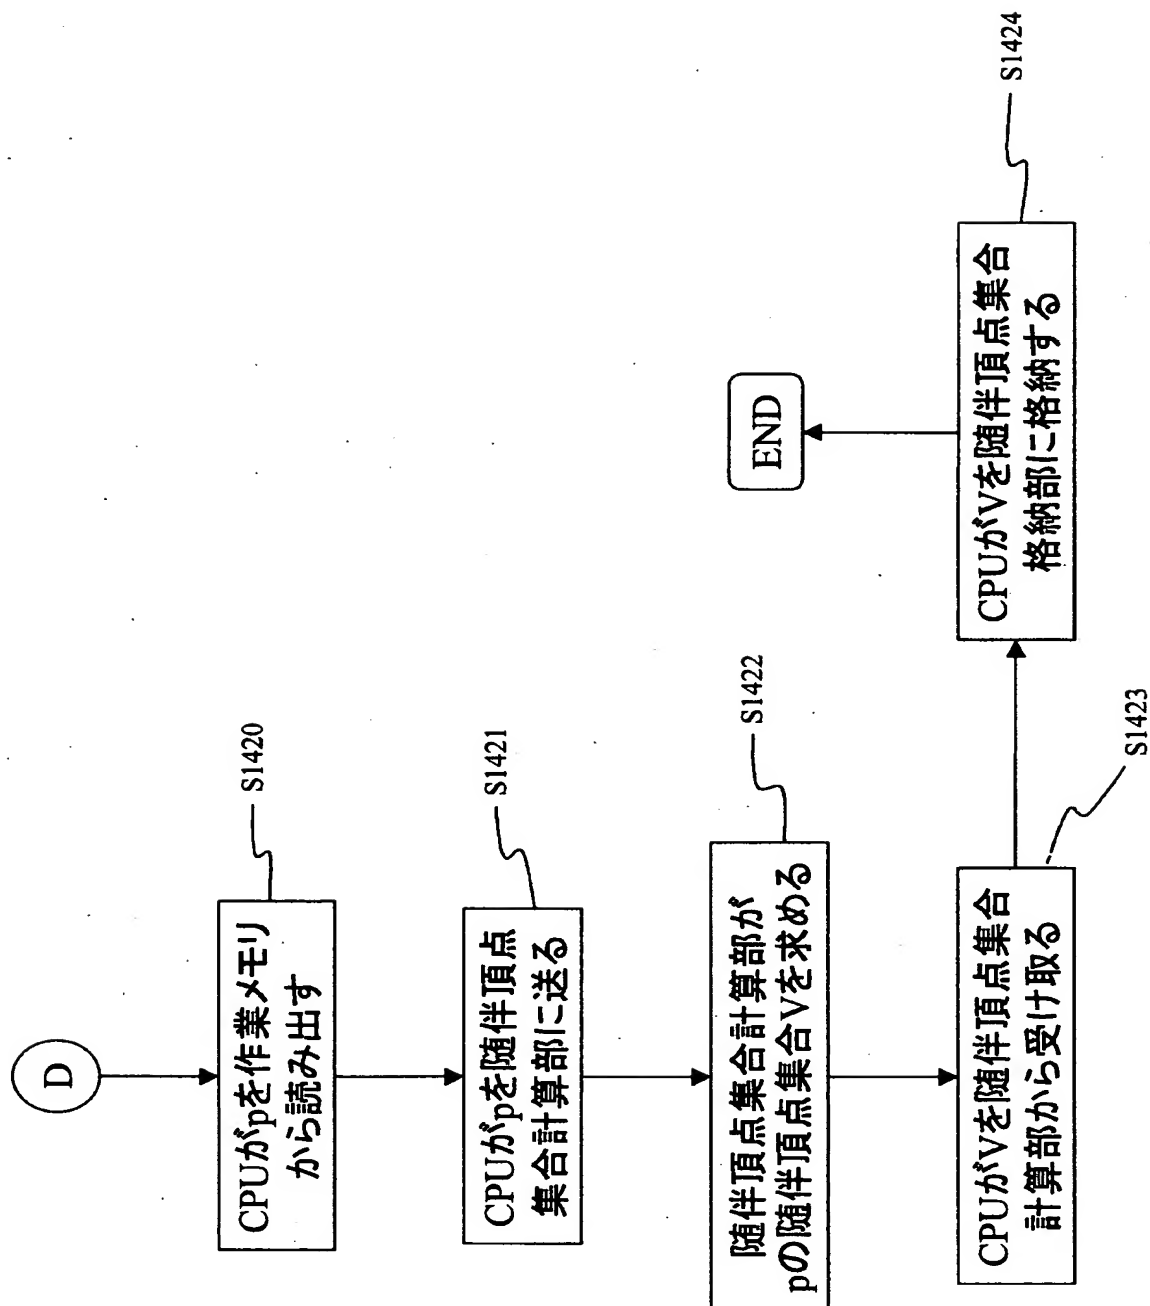 D
CPUがpを作業メモリ
から読み出す
S1420
CPUがpを随伴頂点
集合計算部に送る
S1421
随伴頂点集合計算部が
pの随伴頂点集合Vを求める
S1422
CPUがVを随伴頂点集合
計算部から受け取る
S1423
CPUがVを随伴頂点集合
格納部に格納する
S1424
END